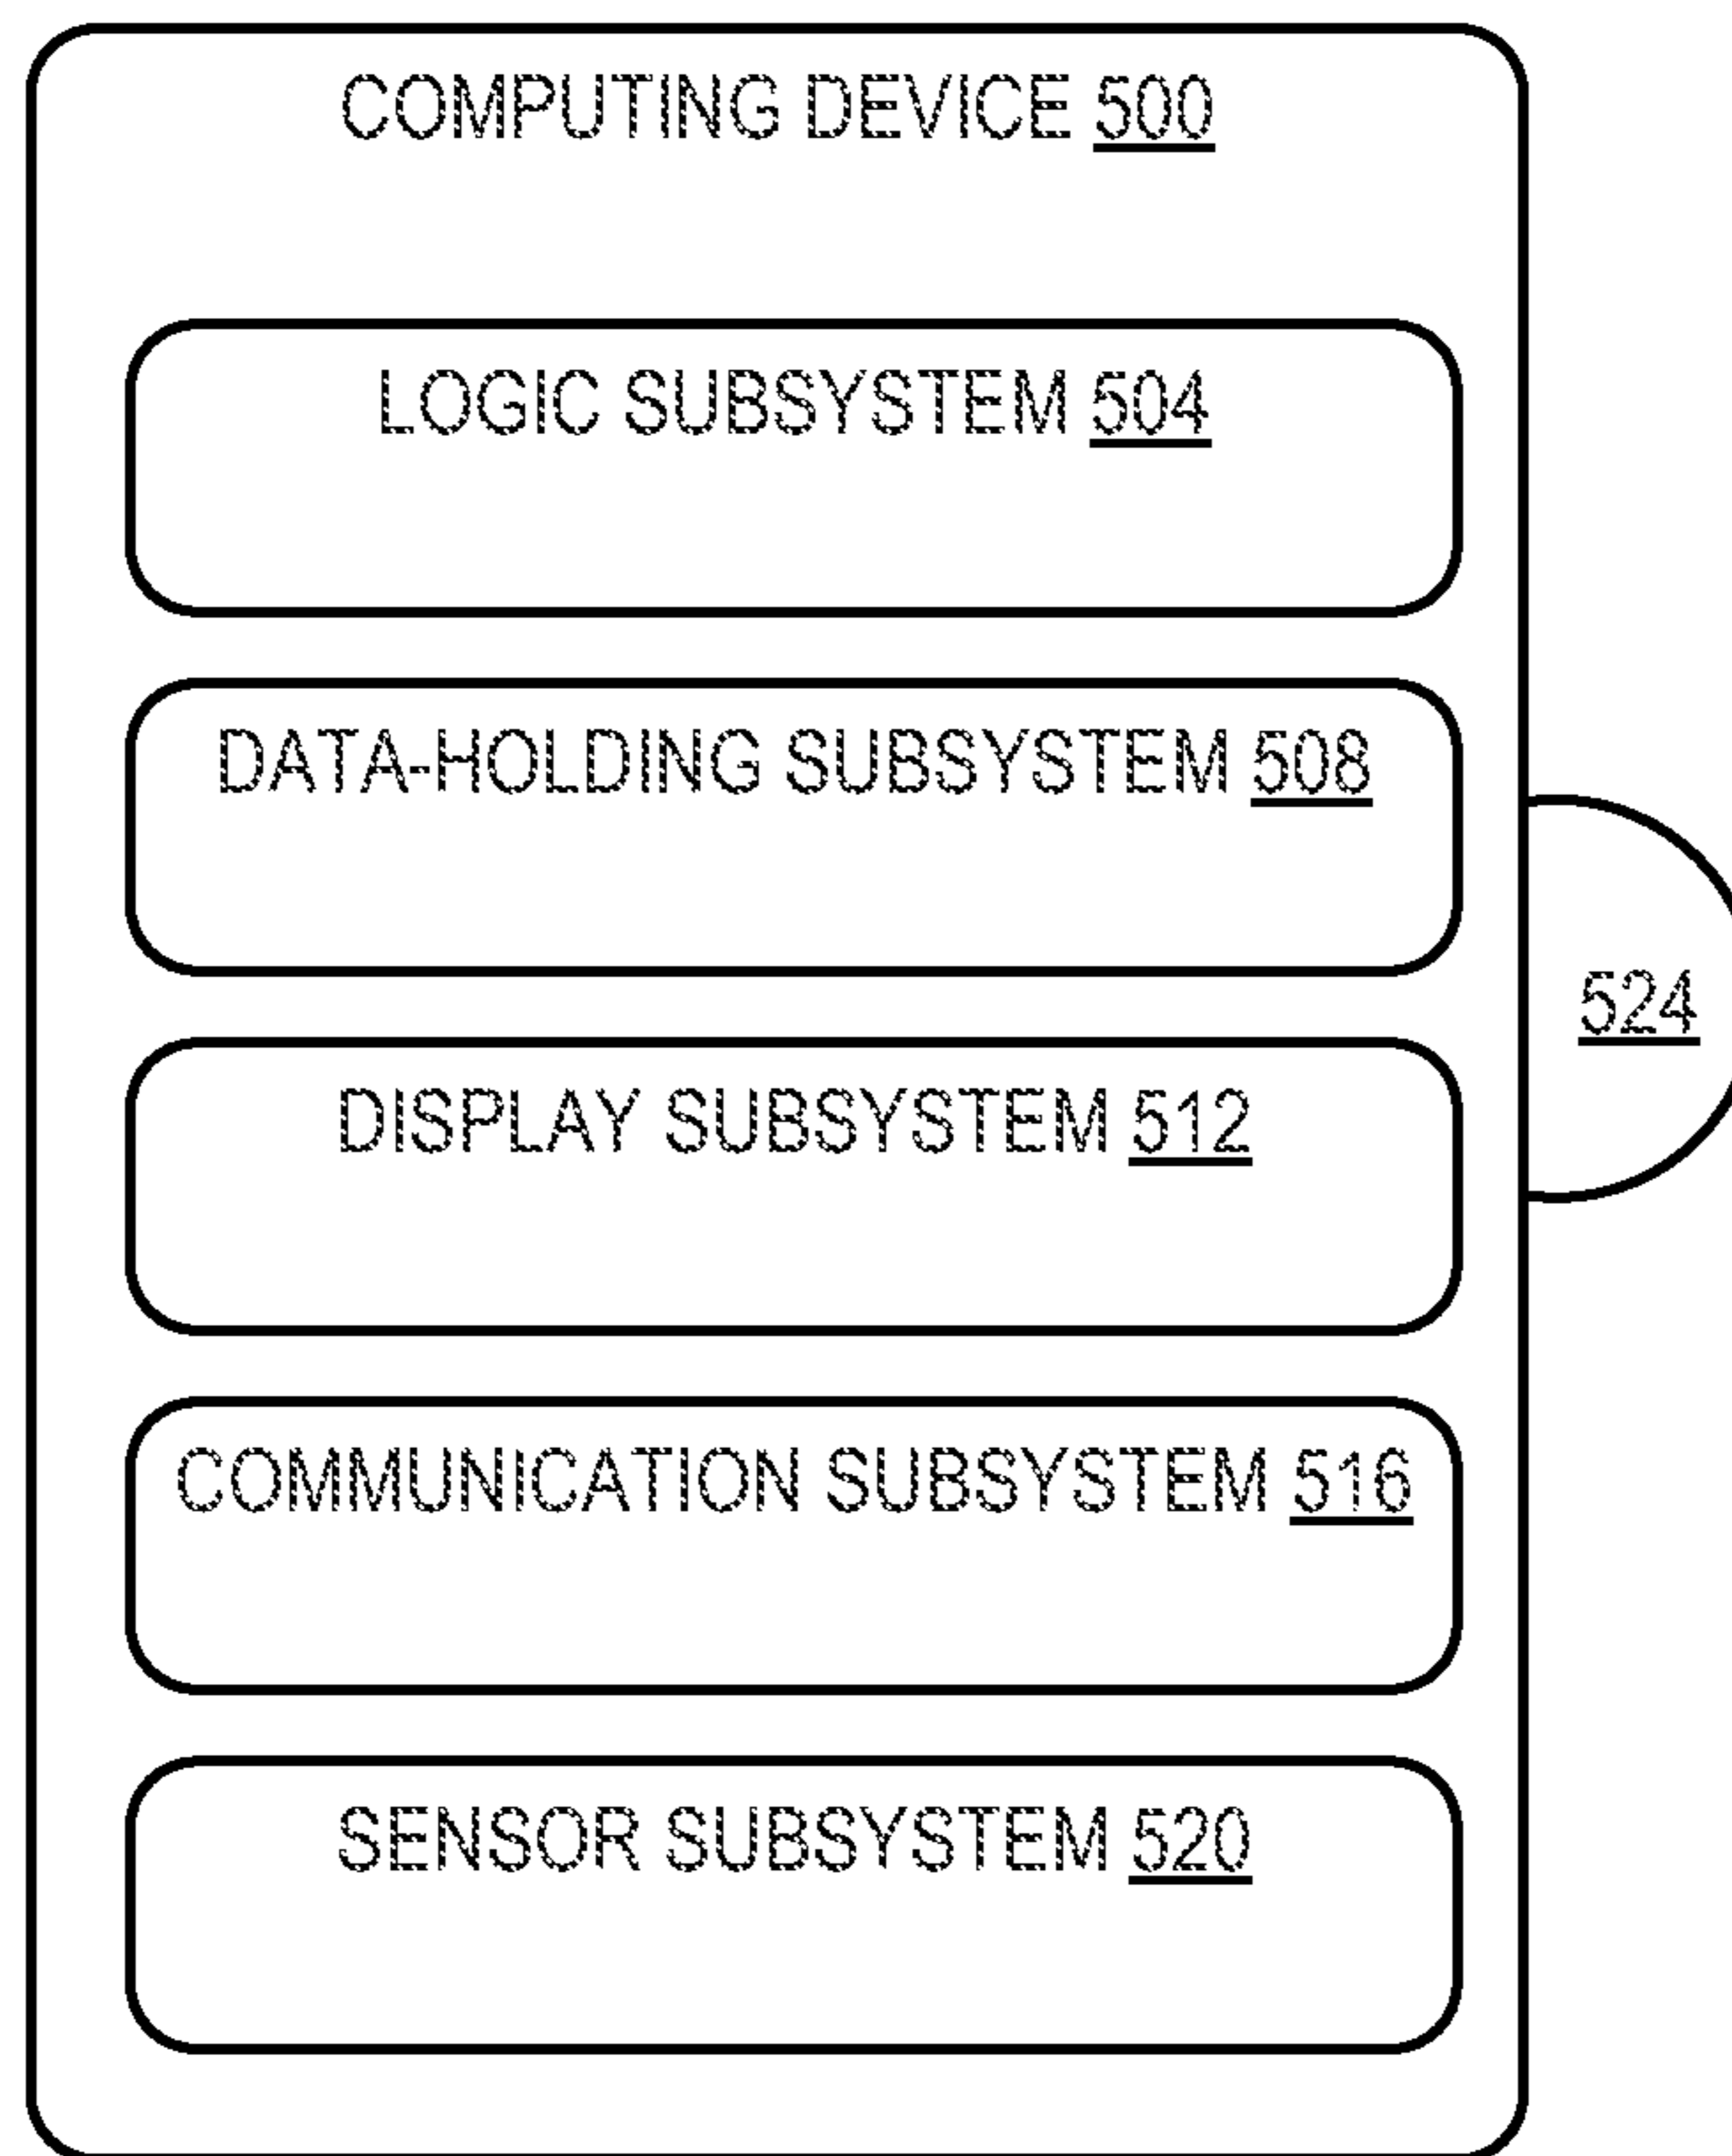 COMPUTING DEVICE 500
LOGIC SUBSYSTEM 504
DATA-HOLDING SUBSYSTEM 508
524
DISPLAY SUBSYSTEM 512
COMMUNICATION SUBSYSTEM 516
SENSOR SUBSYSTEM 520